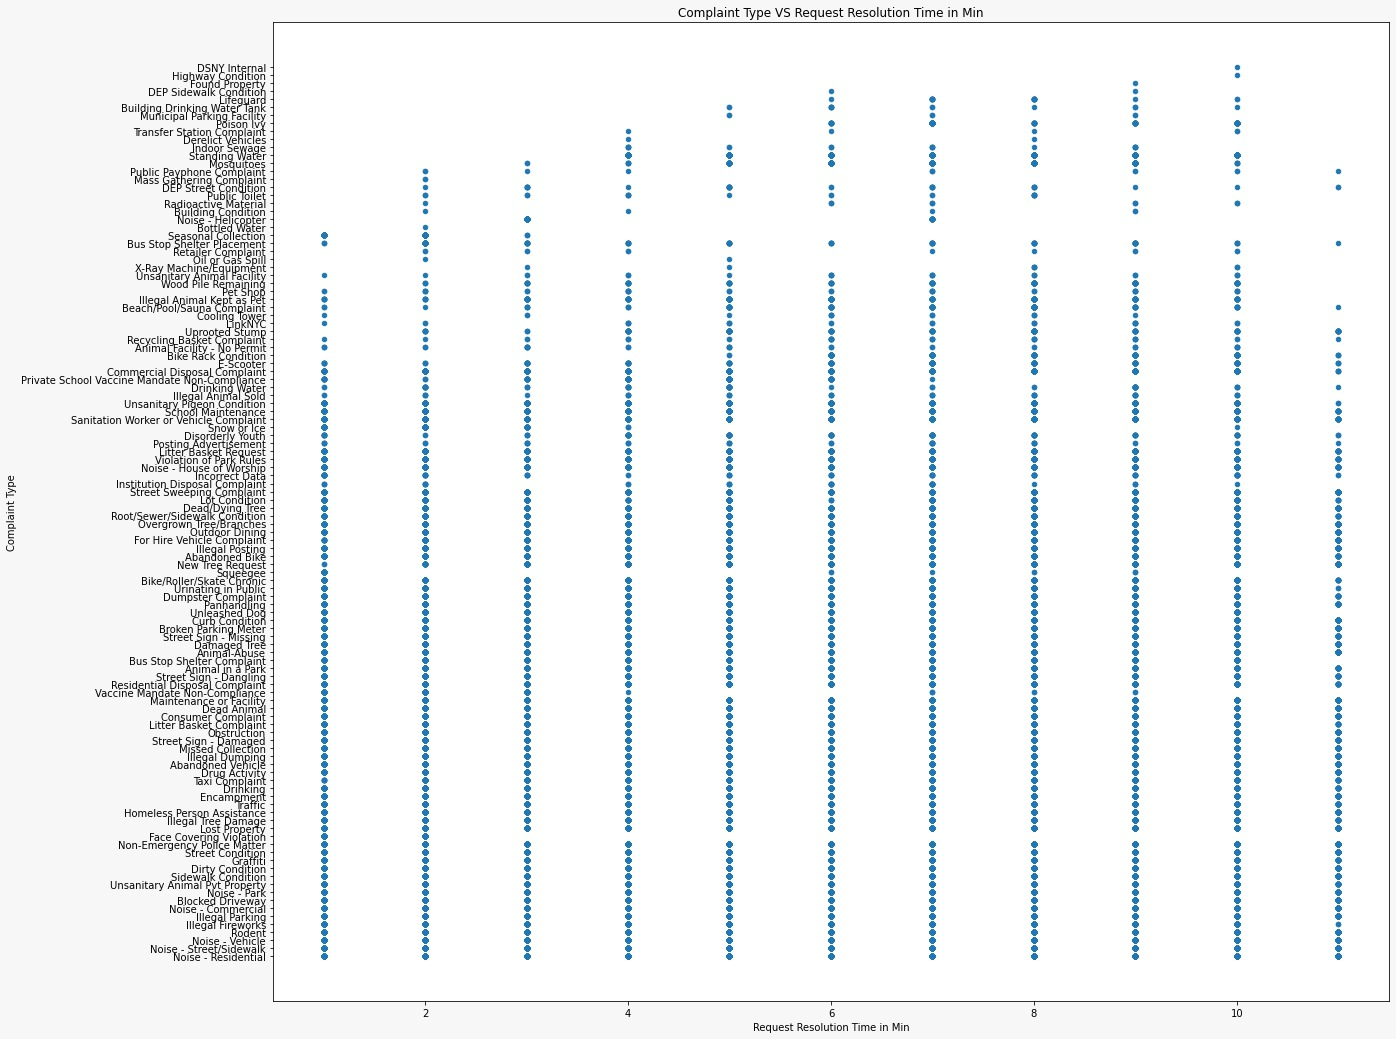 Complaint Type VS Request Resolution Time in Min
DSNY Internal
Highway Condition
Found Property
DEP Sidewalk Condition
Lifeguard
Building Drinking Water Tank
Municipal Parking Facility
Poison Ivy
Transfer Station Complaint
Derelict Vehicles
Indoor Sewage
Standing Water
Mosquitoes
Public Payphone Complaint
Mass Gathering Complaint
DEP Street Condition
Public Toilet
Radioactive Material
Building Condition
Noise - Helicopter
Bottled Water
Seasonal Collection
Bus Stop Shelter Placement
Retailer Complaint
Oil or Gas Spill
X-Ray Machine/Equipment
Unsanitary Animal Facility
Wood Pile Remaining
Pet Shop
Illegal Animal Kept as Pet
Beach/Pool/Sauna Complaint
Cooling Tower
LinkNYC
Uprooted Stump
Recycling Basket Complaint
Animal Facility - No Permit
Bike Rack Condition
E-Scooter
Commercial Disposal Complaint
Private School Vaccine Mandate Non-Compliance
Drinking Water
Illegal Animal Sold
Unsanitary Pigeon Condition
School Maintenance
Sanitation Worker or Vehicle Complaint
Snow or Ice
Disorderly Youth
Posting Advertisement
Litter Basket Request
Violation of Park Rules
Noise - House of Worship
Incorrect Data
Institution Disposal Complaint
Street Sweeping Complaint
Lot Condition
Dead/Dying Tree
Root/Sewer/Sidewalk Condition
Overgrown Tree/Branches
Outdoor Dining
For Hire Vehicle Complaint
Illegal Posting
Abandoned Bike
New Tree Request
Squeegee
Bike/Roller/Skate Chronic
Urinating in Public
Dumpster Complaint
Panhandling
Unleashed Dog
Curb Condition
Broken Parking Meter
Street Sign - Missing
Damaged Tree
Animal-Abuse
Bus Stop Shelter Complaint
Animal in a Park
Street Sign - Dangling
Residential Disposal Complaint
Vaccine Mandate Non-Compliance
Maintenance or Facility
Dead Animal
Consumer Complaint
Litter Basket Complaint
Obstruction
Street Sign - Damaged
Missed Collection
Illegal Dumping
Abandoned Vehicle
Drug Activity
Taxi Complaint
Drinking
Encampment
Traffic
Homeless Person Assistance
Illegal Tree Damage
Lost Property
Face Covering Violation
Non-Emergency Police Matter
Street Condition
Graffiti
Dirty Condition
Sidewalk Condition
Unsanitary Animal Pvt Property
Noise - Park
Blocked Driveway
Noise - Commercial
Illegal Parking
Illegal Fireworks
Rodent
Noise - Vehicle
Noise - Street/Sidewalk
Noise - Residential
Complaint Type
2 4 6 8 10
Request Resolution Time in Min